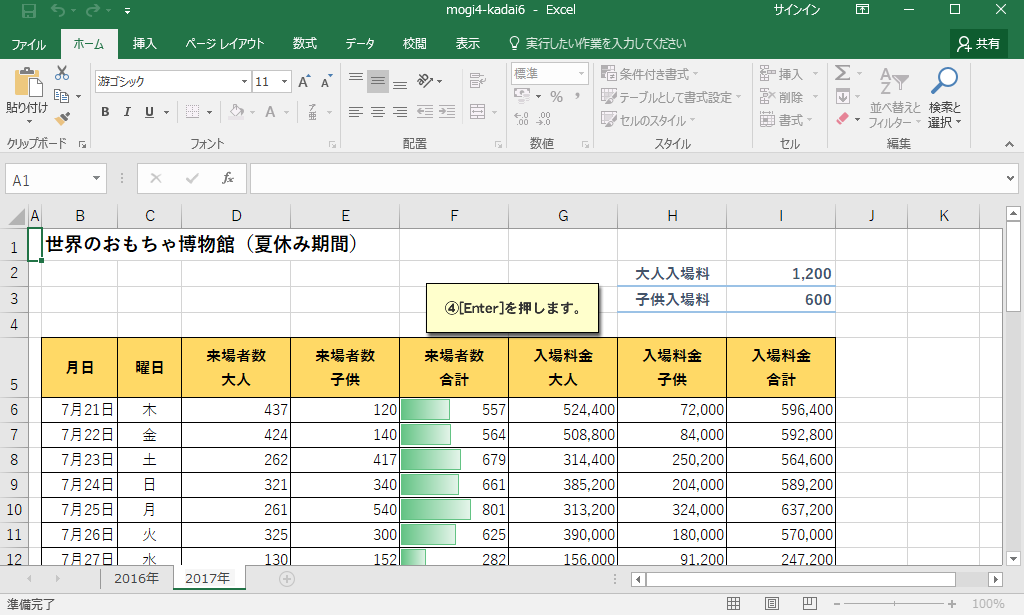 mogi4-kadai6 - Excel サインイン
ファイル ホーム 挿入 ページ レイアウト 数式 データ 校閲 表示 実行したい作業を入力してください 共有
貼り付け 游ゴシック 11 A A 標準 条件付き書式 挿入 Σ 並べ替えと フィルター 検索と 選択
B I U A % , テーブルとして書式設定 削除
セルのスタイル 書式
クリップボード フォント 配置 数値 スタイル セル 編集
A1 fx
A B C D E F G H I J K
1 世界のおもちゃ博物館（夏休み期間）
2 大人入場料 1,200
3 子供入場料 600
④[Enter]を押します。
4
5 月日 曜日 来場者数 大人 来場者数 子供 来場者数 合計 入場料金 大人 入場料金 子供 入場料金 合計
6 7月21日 木 437 120 557 524,400 72,000 596,400
7 7月22日 金 424 140 564 508,800 84,000 592,800
8 7月23日 土 262 417 679 314,400 250,200 564,600
9 7月24日 日 321 340 661 385,200 204,000 589,200
10 7月25日 月 261 540 801 313,200 324,000 637,200
11 7月26日 火 325 300 625 390,000 180,000 570,000
12 7月27日 水 130 152 282 156,000 91,200 247,200
2016年 2017年
準備完了 100%